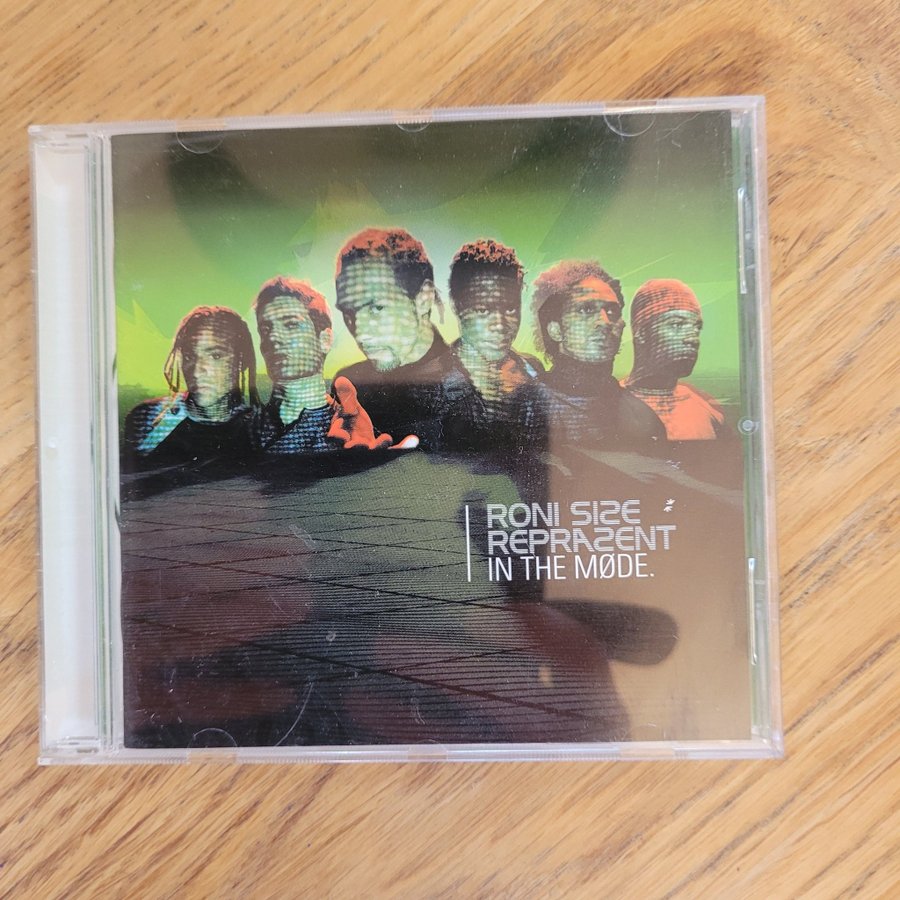 RONI SIZE
REPRAZENT
IN THE MØDE.